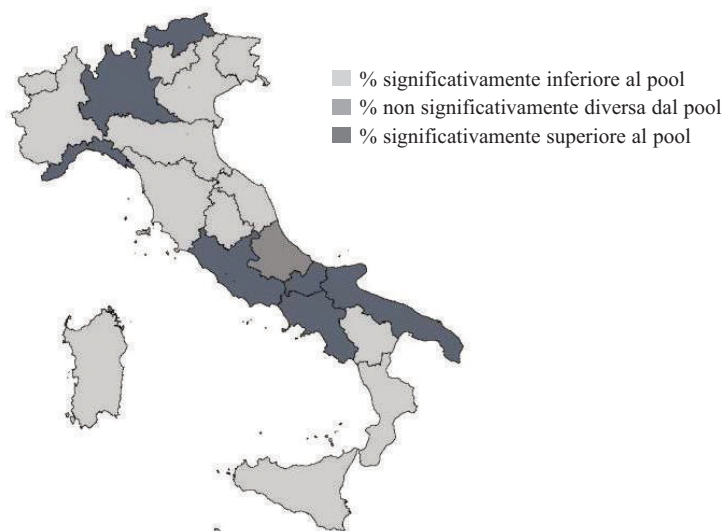 % significativamente inferiore al pool
% non significativamente diversa dal pool
% significativamente superiore al pool